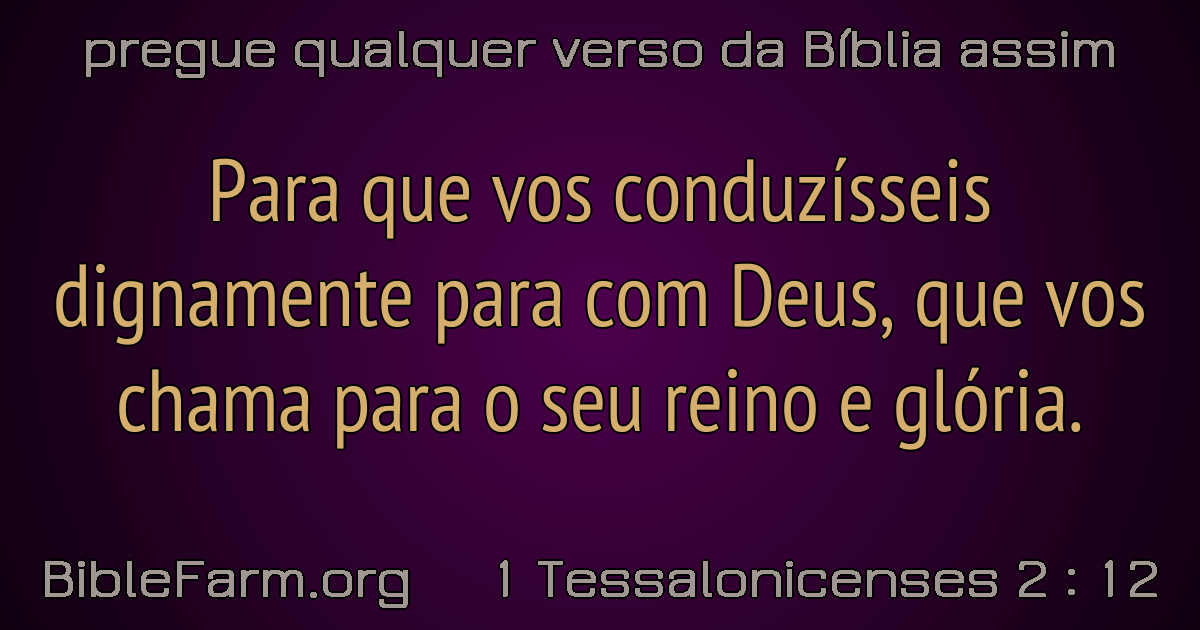 pregue qualquer verso da Bíblia assim
Para que vos conduzísseis
dignamente para com Deus, que vos
chama para o seu reino e glória.
BibleFarm.org 1 Tessalonicenses 2 : 12